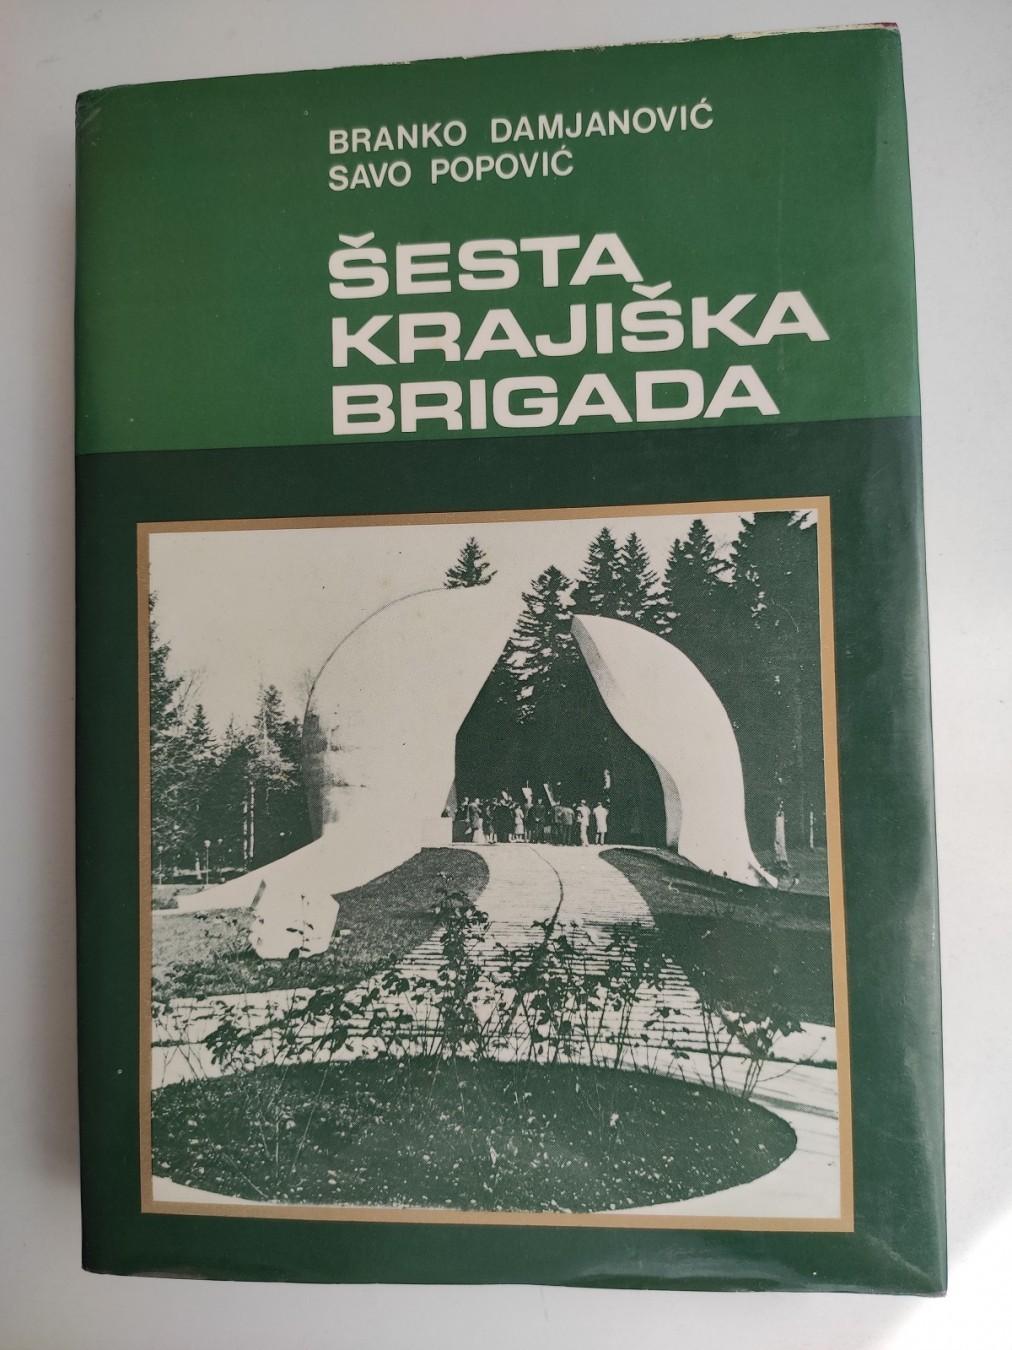 BRANKO DAMJANOVIĆ
SAVO POPOVIĆ
ŠESTA
KRAJIŠKA
BRIGADA